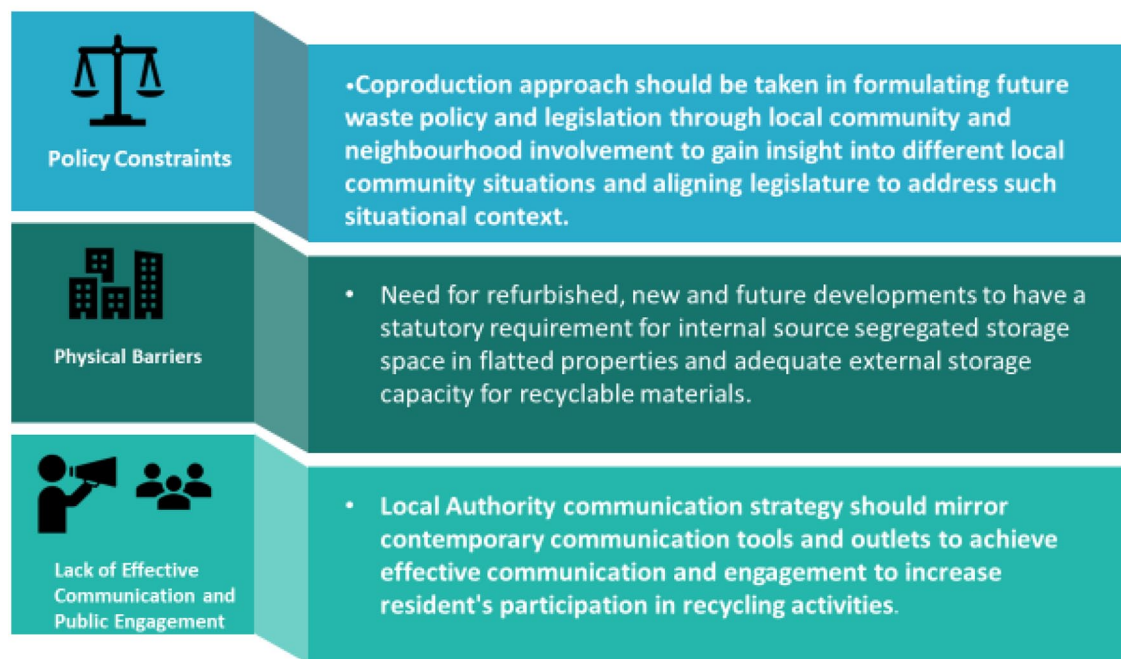 Policy Constraints
•Coproduction approach should be taken in formulating future
waste policy and legislation through local community and
neighbourhood involvement to gain insight into different local
community situations and aligning legislature to address such
situational context.
Physical Barriers
• Need for refurbished, new and future developments to have a
statutory requirement for internal source segregated storage
space in flatted properties and adequate external storage
capacity for recyclable materials.
Lack of Effective
Communication and
Public Engagement
• Local Authority communication strategy should mirror
contemporary communication tools and outlets to achieve
effective communication and engagement to increase
resident's participation in recycling activities.